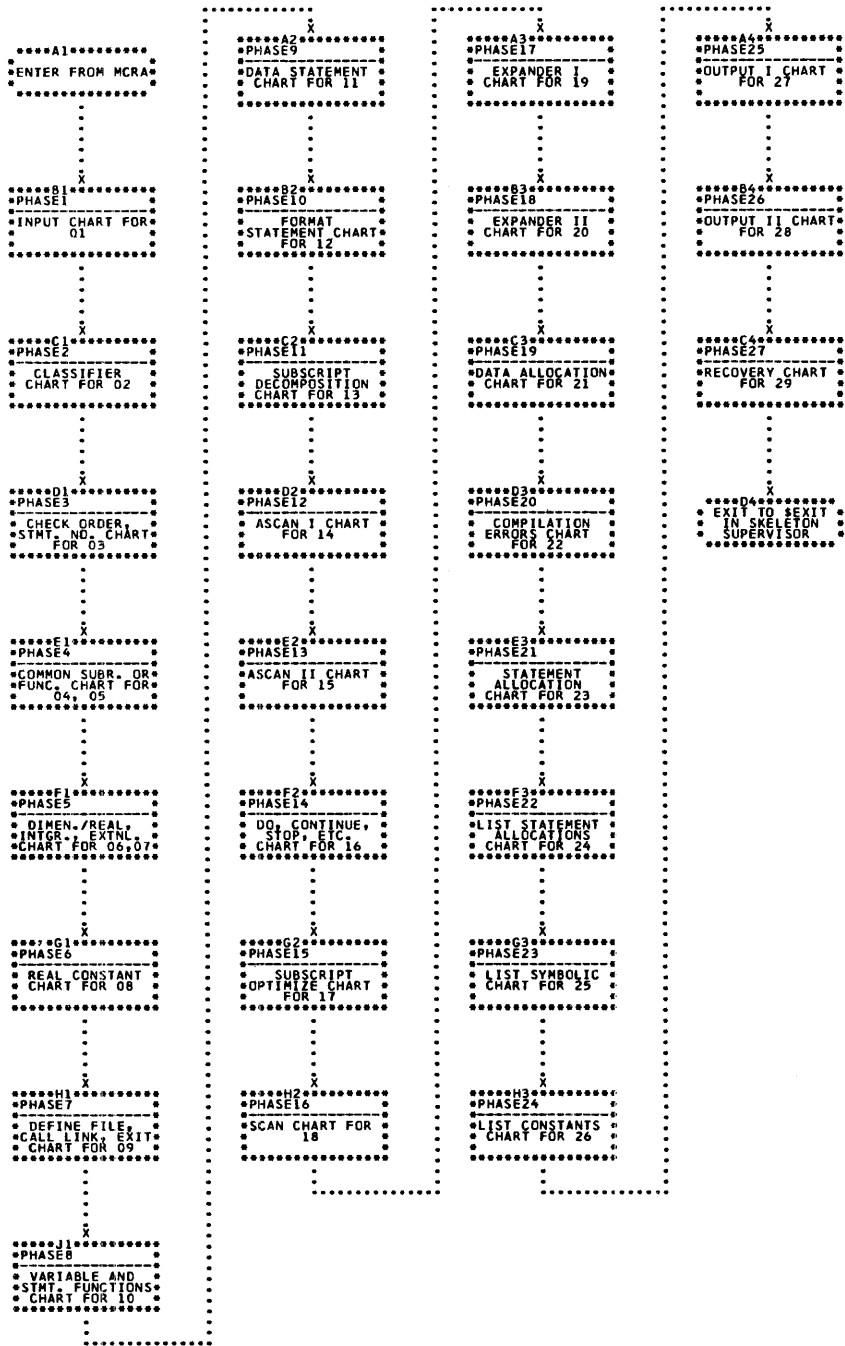 A1
ENTER FROM MCRA
B1
PHASE1
INPUT CHART FOR
01
C1
PHASE2
CLASSIFIER
CHART FOR 02
D1
PHASE3
CHECK ORDER,
STMT. NO. CHART
FOR 03
E1
PHASE4
COMMON SUBR. OR
FUNC. CHART FOR
04, 05
F1
PHASE5
DIMEN./REAL,
INTGR., EXTNL.
CHART FOR 06,07
G1
PHASE6
REAL CONSTANT
CHART FOR 08
H1
PHASE7
DEFINE FILE,
CALL LINK, EXIT
CHART FOR 09
J1
PHASE8
VARIABLE AND
STMT. FUNCTIONS
CHART FOR 10
A2
PHASE9
DATA STATEMENT
CHART FOR 11
B2
PHASE10
FORMAT
STATEMENT CHART
FOR 12
C2
PHASE11
SUBSCRIPT
DECOMPOSITION
CHART FOR 13
D2
PHASE12
ASCAN I CHART
FOR 14
E2
PHASE13
ASCAN II CHART
FOR 15
F2
PHASE14
DO, CONTINUE,
STOP, ETC.
CHART FOR 16
G2
PHASE15
SUBSCRIPT
OPTIMIZE CHART
FOR 17
H2
PHASE16
SCAN CHART FOR
18
A3
PHASE17
EXPANDER I
CHART FOR 19
B3
PHASE18
EXPANDER II
CHART FOR 20
C3
PHASE19
DATA ALLOCATION
CHART FOR 21
D3
PHASE20
COMPILATION
ERRORS CHART
FOR 22
E3
PHASE21
STATEMENT
ALLOCATION
CHART FOR 23
F3
PHASE22
LIST STATEMENT
ALLOCATIONS
CHART FOR 24
G3
PHASE23
LIST SYMBOLIC
CHART FOR 25
H3
PHASE24
LIST CONSTANTS
CHART FOR 26
A4
PHASE25
OUTPUT I CHART
FOR 27
B4
PHASE26
OUTPUT II CHART
FOR 28
C4
PHASE27
RECOVERY CHART
FOR 29
D4
EXIT TO $EXIT
IN SKELETON
SUPERVISOR